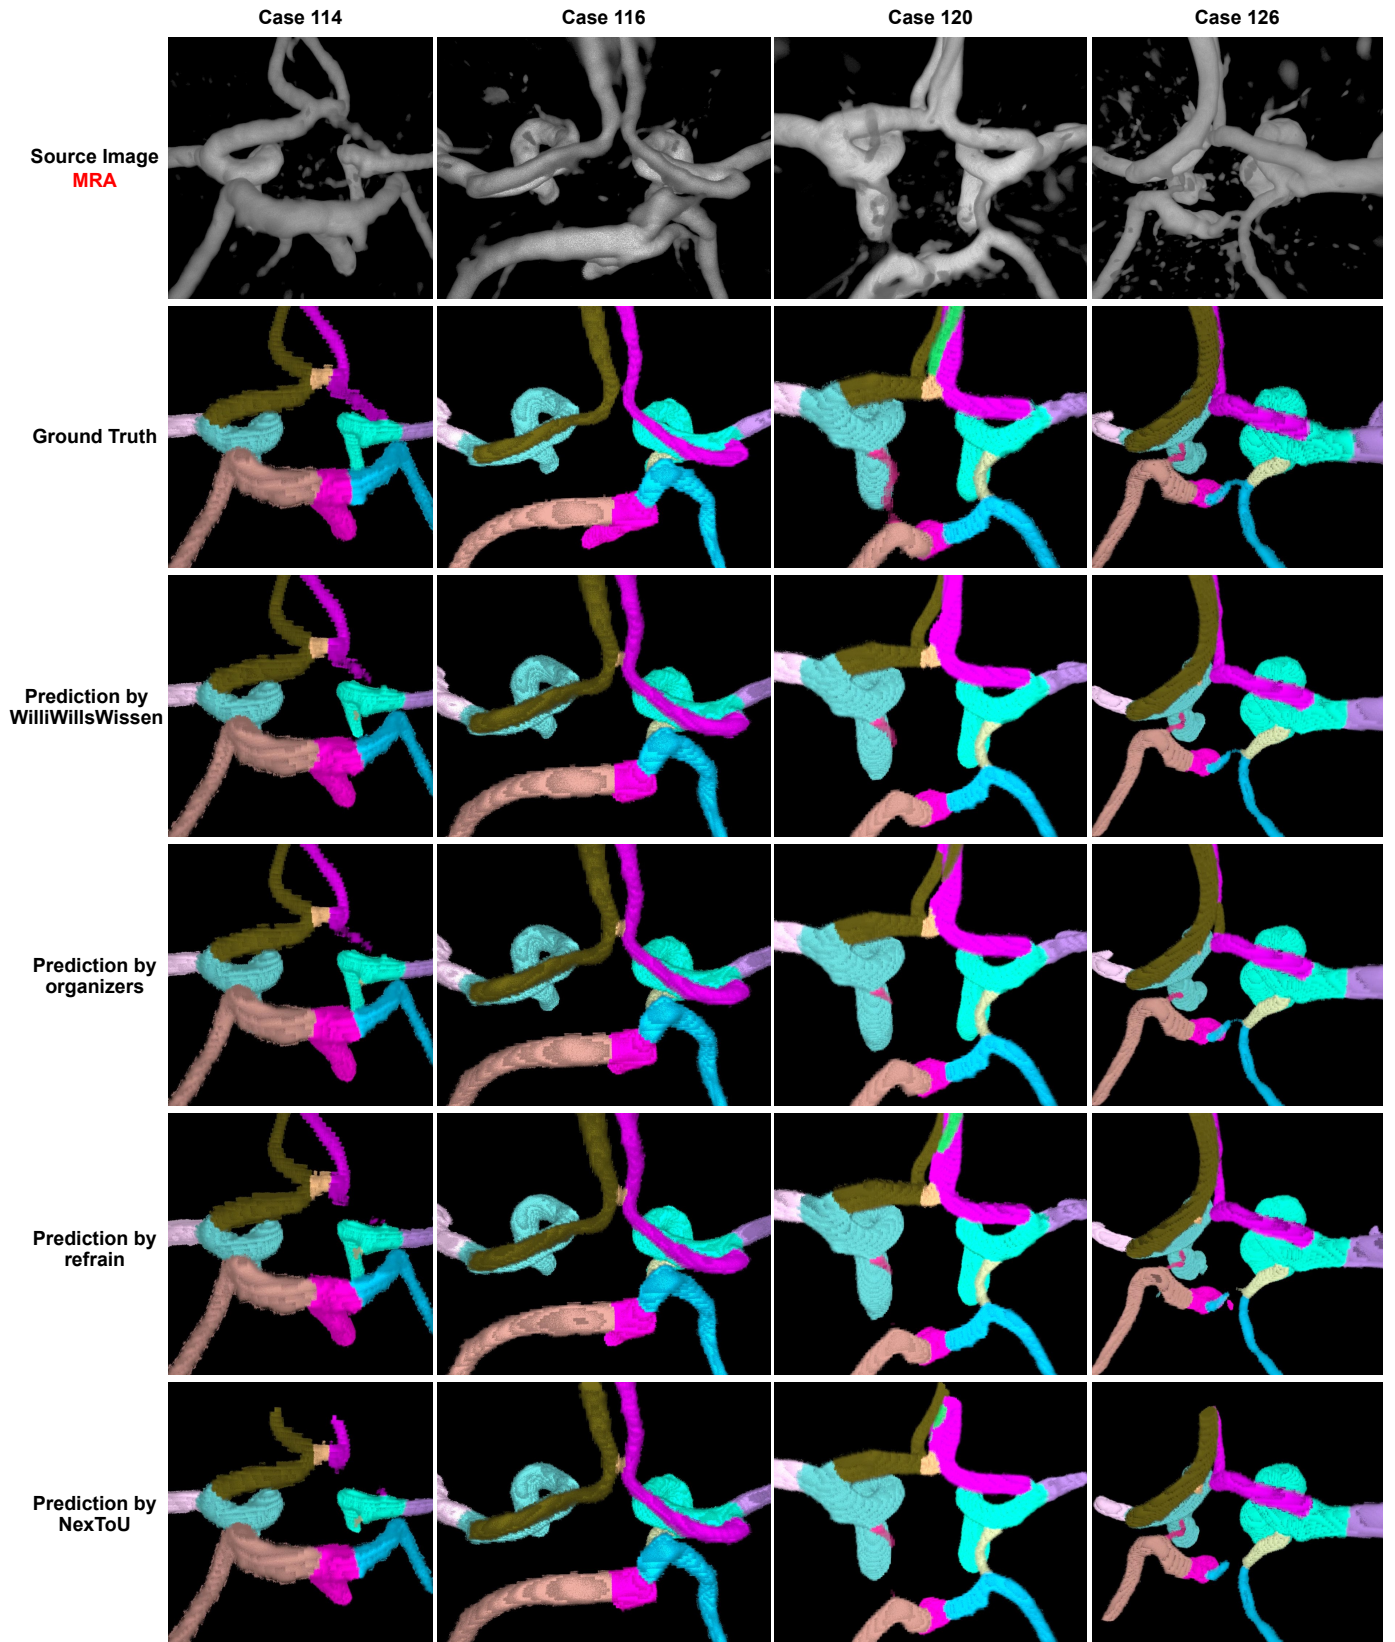 Case 114
Case 116
Case 120
Case 126
Source Image
MRA
Ground Truth
Prediction by
WilliWillsWissen
Prediction by
organizers
Prediction by
refrain
Prediction by
NexToU